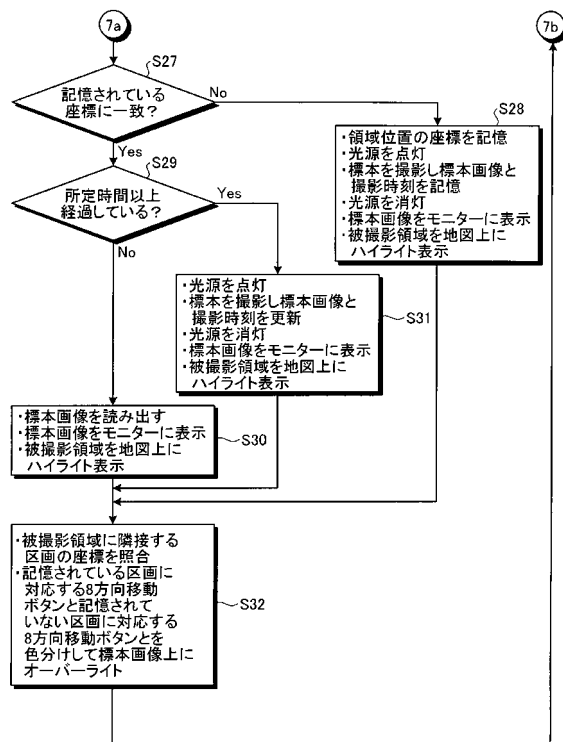 7a
7b
S27
記憶されている
座標に一致？
No
Yes
S28
・領域位置の座標を記憶
・光源を点灯
・標本を撮影し標本画像と
撮影時刻を記憶
・光源を消灯
・標本画像をモニターに表示
・被撮影領域を地図上に
ハイライト表示
S29
所定時間以上
経過している？
Yes
No
・光源を点灯
・標本を撮影し標本画像と
撮影時刻を更新
・光源を消灯
・標本画像をモニターに表示
・被撮影領域を地図上に
ハイライト表示
S31
・標本画像を読み出す
・標本画像をモニターに表示
・被撮影領域を地図上に
ハイライト表示
S30
・被撮影領域に隣接する
区画の座標を照合
・記憶されている区画に
対応する8方向移動
ボタンと記憶されて
いない区画に対応する
8方向移動ボタンとを
色分けして標本画像上に
オーバーライト
S32